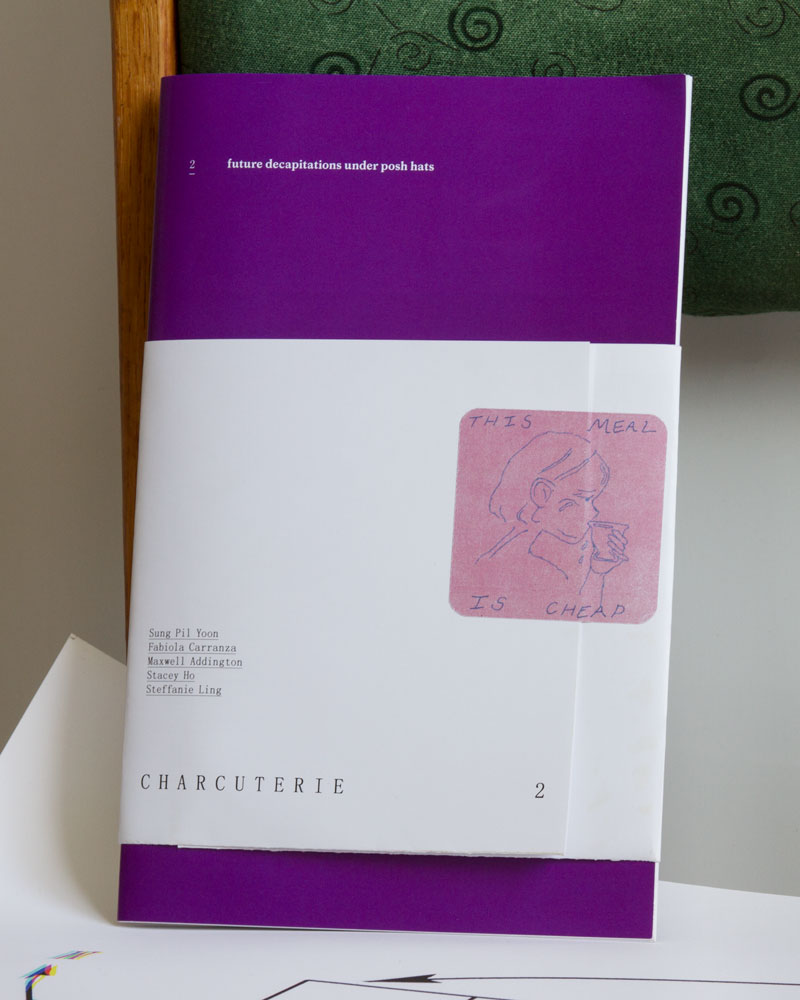 2 future decapitations under posh hats
THIS MEAL
IS CHEAP
Sung Pil Yoon
Fabiola Carranza
Maxwell Addington
Stacey Ho
Steffanie Ling
CHARCUTERIE 2